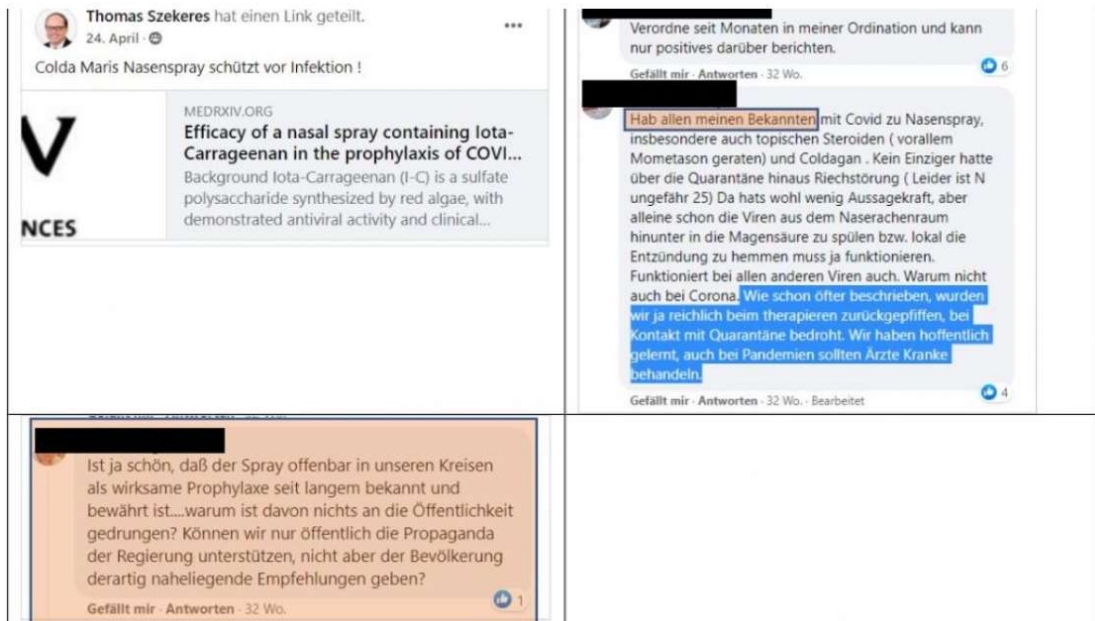 Thomas Szekeres hat einen Link geteilt.
24. April ·
Colda Maris Nasenspray schützt vor Infektion !
V
NCES
MEDRXIV.ORG
Efficacy of a nasal spray containing Iota-
Carrageenan in the prophylaxis of COVI...
Background Iota-Carrageenan (I-C) is a sulfate
polysaccharide synthesized by red algae, with
demonstrated antiviral activity and clinical...
Verordne seit Monaten in meiner Ordination und kann
nur positives darüber berichten.
Gefällt mir · Antworten · 32 Wo.
6
Hab allen meinen Bekannten mit Covid zu Nasenspray,
insbesondere auch topischen Steroiden ( vorallem
Mometason geraten) und Coldagan . Kein Einziger hatte
über die Quarantäne hinaus Riechstörung ( Leider ist N
ungefähr 25) Da hats wohl wenig Aussagekraft, aber
alleine schon die Viren aus dem Naserachenraum
hinunter in die Magensäure zu spülen bzw. lokal die
Entzündung zu hemmen muss ja funktionieren.
Funktioniert bei allen anderen Viren auch. Warum nicht
auch bei Corona. Wie schon öfter beschrieben, wurden
wir ja reichlich beim therapieren zurückgepfiffen, bei
Kontakt mit Quarantäne bedroht. Wir haben hoffentlich
gelernt, auch bei Pandemien sollten Ärzte Kranke
behandeln.
Gefällt mir · Antworten · 32 Wo. · Bearbeitet
4
Ist ja schön, daß der Spray offenbar in unseren Kreisen
als wirksame Prophylaxe seit langem bekannt und
bewährt ist....warum ist davon nichts an die Öffentlichkeit
gedrungen? Können wir nur öffentlich die Propaganda
der Regierung unterstützen, nicht aber der Bevölkerung
derartig naheliegende Empfehlungen geben?
Gefällt mir · Antworten · 32 Wo.
1